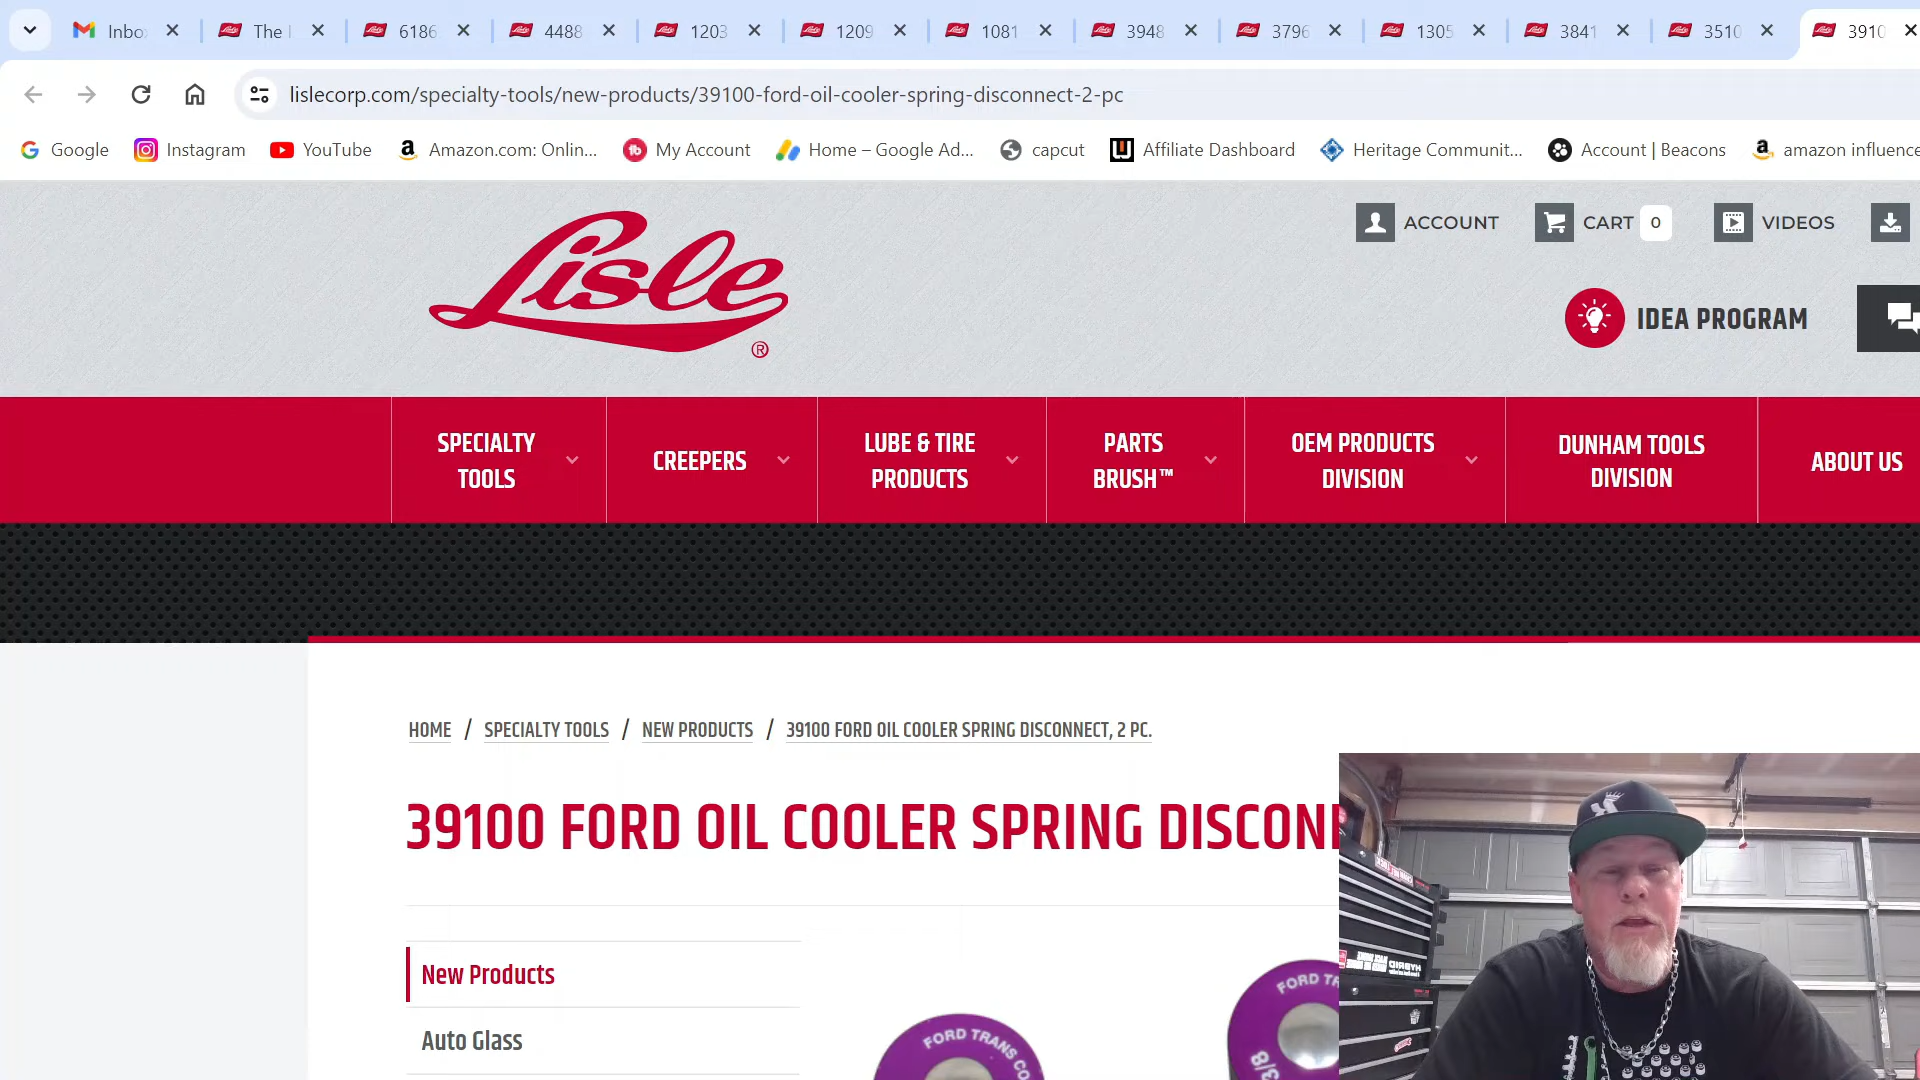 Inbo
The
6186
4488
1203
1209
1081
3948
3796
1305
3841
3510
3910
lislecorp.com/specialty-tools/new-products/39100-ford-oil-cooler-spring-disconnect-2-pc
Google
Instagram
YouTube
Amazon.com: Onlin...
My Account
Home – Google Ad...
capcut
Affiliate Dashboard
Heritage Communit...
Account | Beacons
amazon influence
Lisle®
ACCOUNT
CART 0
VIDEOS
IDEA PROGRAM
SPECIALTY
TOOLS
CREEPERS
LUBE & TIRE
PRODUCTS
PARTS
BRUSH™
OEM PRODUCTS
DIVISION
DUNHAM TOOLS
DIVISION
ABOUT US
HOME / SPECIALTY TOOLS / NEW PRODUCTS / 39100 FORD OIL COOLER SPRING DISCONNECT, 2 PC.
39100 FORD OIL COOLER SPRING DISCON
New Products
Auto Glass
FORD TRANS CO
FORD TR
3/8